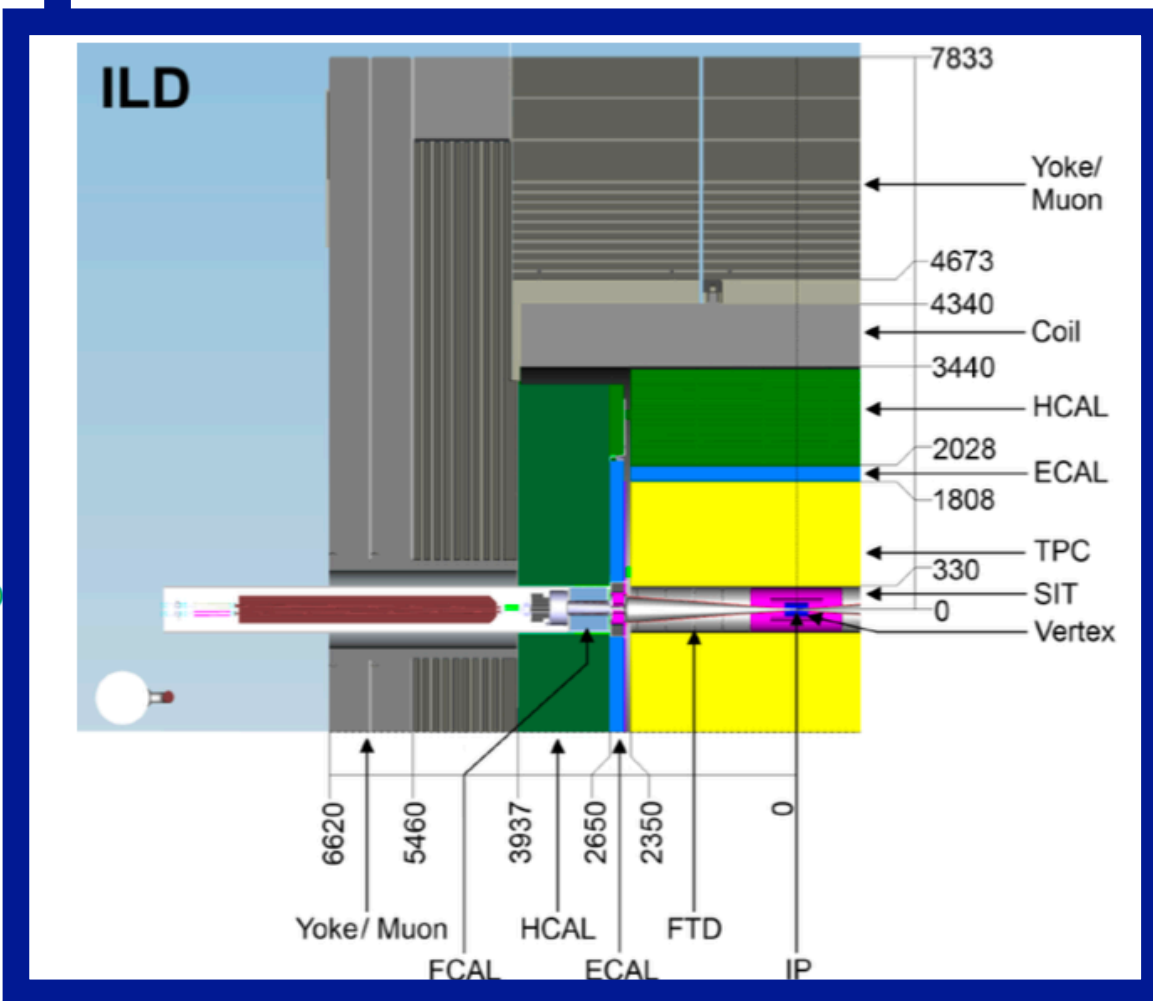 ILD
7833
Yoke/
Muon
4673
4340
Coil
3440
HCAL
2028
ECAL
1808
TPC
330
SIT
0
Vertex
6620
5460
3937
2650
2350
0
Yoke/ Muon
HCAL
FTD
FCAL
ECAL
IP